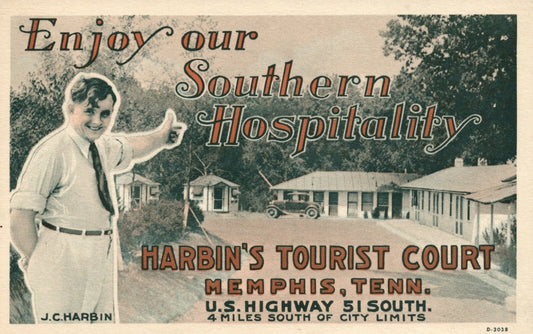 Enjoy our
Southern
Hospitality
HARBIN'S TOURIST COURT
MEMPHIS, TENN.
U.S. HIGHWAY 51 SOUTH.
4 MILES SOUTH OF CITY LIMITS
J.C. HARBIN
D-3028